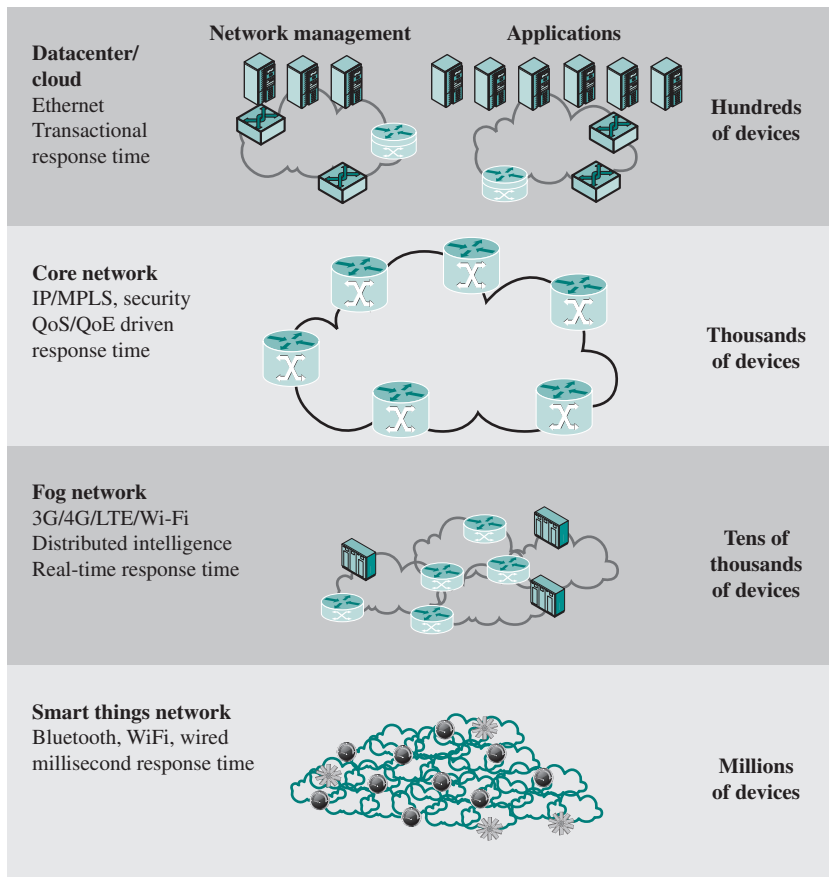 Network management
Applications
Datacenter/
cloud
Ethernet
Transactional
response time
Hundreds
of devices
Core network
IP/MPLS, security
QoS/QoE driven
response time
Thousands
of devices
Fog network
3G/4G/LTE/Wi-Fi
Distributed intelligence
Real-time response time
Tens of
thousands
of devices
Smart things network
Bluetooth, WiFi, wired
millisecond response time
Millions
of devices